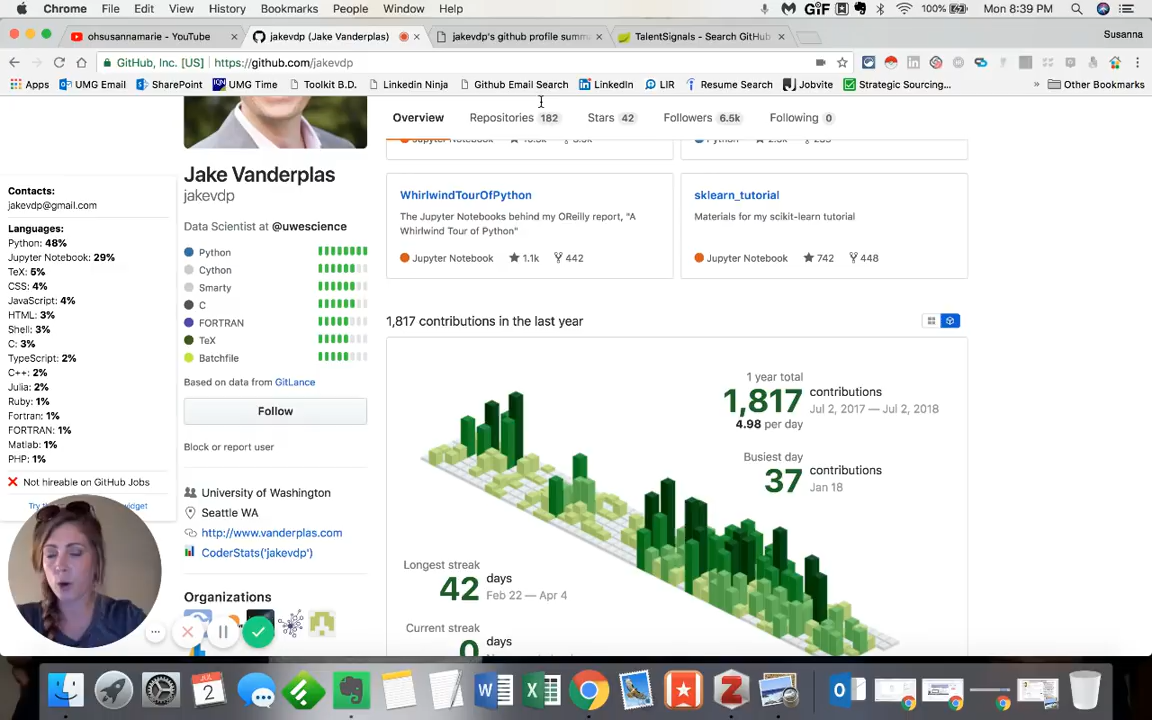 Chrome File Edit View History Bookmarks People Window Help GIF 100% Mon 8:39 PM
ohsusannamarie - YouTube × jakevdp (Jake Vanderplas) × jakevdp's github profile summa × TalentSignals - Search GitHub × Susanna
GitHub, Inc. [US] https://github.com/jakevdp
Apps UMG Email SharePoint UMG Time Toolkit B.D. Linkedin Ninja Github Email Search LinkedIn LIR Resume Search Jobvite Strategic Sourcing... » Other Bookmarks
Overview Repositories 182 Stars 42 Followers 6.5k Following 0
Jake Vanderplas
jakevdp
Data Scientist at @uwescience
Python
Cython
Smarty
C
FORTRAN
TeX
Batchfile
Based on data from GitLance
Follow
Block or report user
University of Washington
Seattle WA
http://www.vanderplas.com
CoderStats('jakevdp')
Organizations
Contacts:
jakevdp@gmail.com
Languages:
Python: 48%
Jupyter Notebook: 29%
TeX: 5%
CSS: 4%
JavaScript: 4%
HTML: 3%
Shell: 3%
C: 3%
TypeScript: 2%
C++: 2%
Julia: 2%
Ruby: 1%
Fortran: 1%
FORTRAN: 1%
Matlab: 1%
PHP: 1%
Not hireable on GitHub Jobs
WhirlwindTourOfPython
The Jupyter Notebooks behind my OReilly report, "A
Whirlwind Tour of Python"
Jupyter Notebook 1.1k 442
sklearn_tutorial
Materials for my scikit-learn tutorial
Jupyter Notebook 742 448
1,817 contributions in the last year
1 year total
1,817 contributions
Jul 2, 2017 — Jul 2, 2018
4.98 per day
Busiest day
37 contributions
Jan 18
Longest streak
42 days
Feb 22 — Apr 4
Current streak
0 days
JUL
2